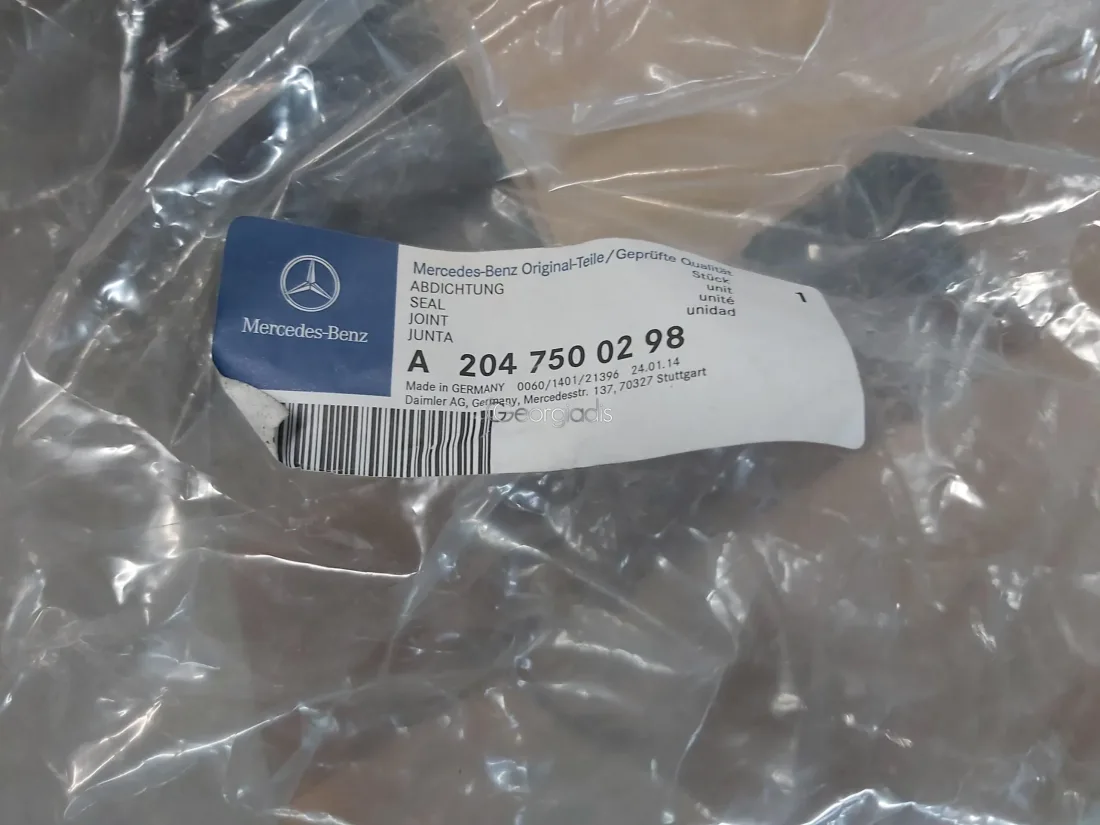 Mercedes-Benz
Mercedes-Benz Original-Teile/Geprüfte Qualität
ABDICHTUNG
SEAL
JOINT
JUNTA
Stück
unit
unité
unidad
1
A 204 750 02 98
Made in GERMANY 0060/1401/21396 24.01.14
Daimler AG, Germany, Mercedesstr. 137, 70327 Stuttgart
Georgiadis